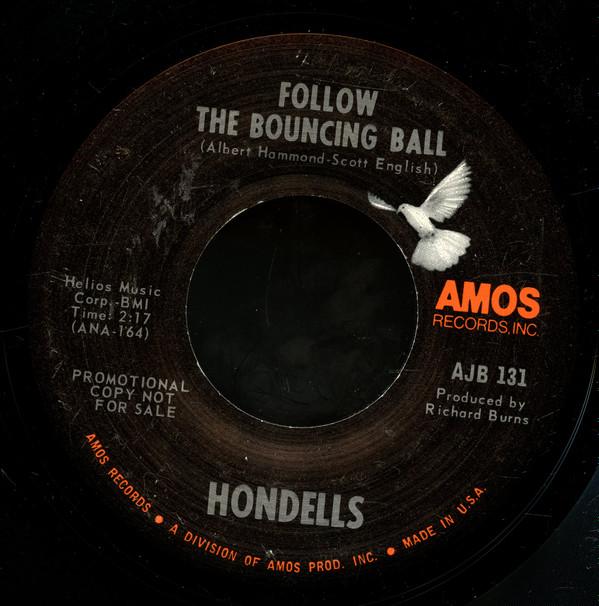 FOLLOW
THE BOUNCING BALL
(Albert Hammond-Scott English)
Helios Music
Corp.-BMI
Time: 2:17
(ANA-164)
AMOS
RECORDS, INC.
PROMOTIONAL
COPY NOT
FOR SALE
AJB 131
Produced by
Richard Burns
HONDELLS
AMOS RECORDS • A DIVISION OF AMOS PROD. INC. • MADE IN U.S.A.